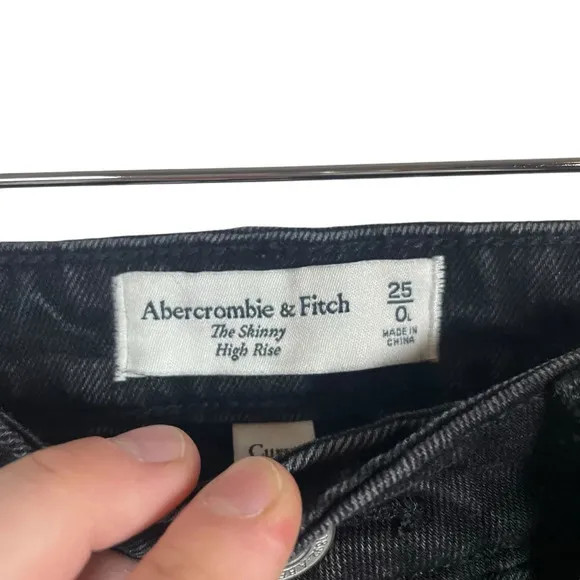 Abercrombie & Fitch
The Skinny
High Rise
25
0L
MADE IN
CHINA